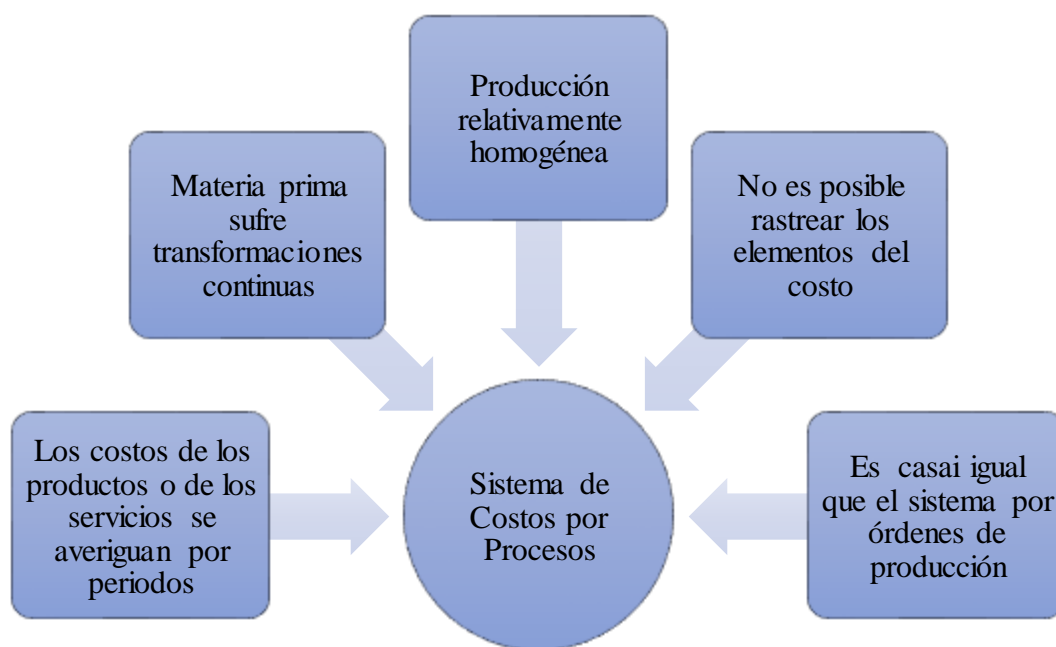 Producción
relativamente
homogénea
Materia prima
sufre
transformaciones
continuas
No es posible
rastrear los
elementos del
costo
Los costos de los
productos o de los
servicios se
averiguan por
periodos
Sistema de
Costos por
Procesos
Es casai igual
que el sistema por
órdenes de
producción